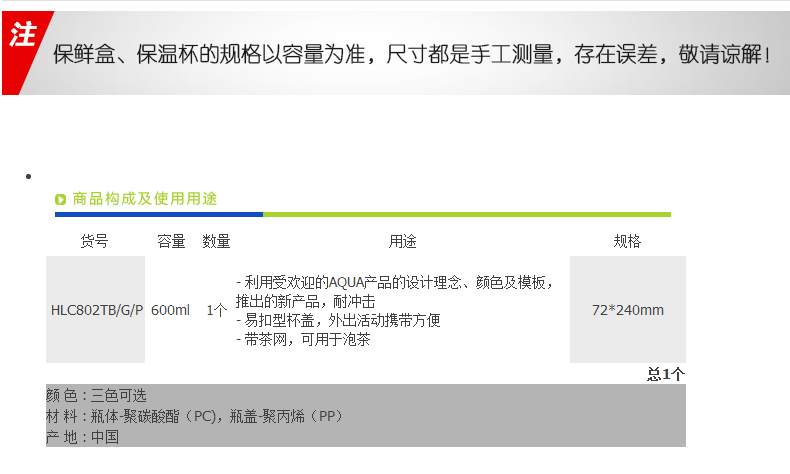 注
保鲜盒、保温杯的规格以容量为准，尺寸都是手工测量，存在误差，敬请谅解！
商品构成及使用用途
货号 容量 数量 用途 规格
HLC802TB/G/P 600ml 1个 - 利用受欢迎的AQUA产品的设计理念、颜色及模板，
推出的新产品，耐冲击
- 易扣型杯盖，外出活动携带方便
- 带茶网，可用于泡茶
72*240mm
总1个
颜 色：三色可选
材 料：瓶体-聚碳酸酯（PC)，瓶盖-聚丙烯（PP）
产 地：中国